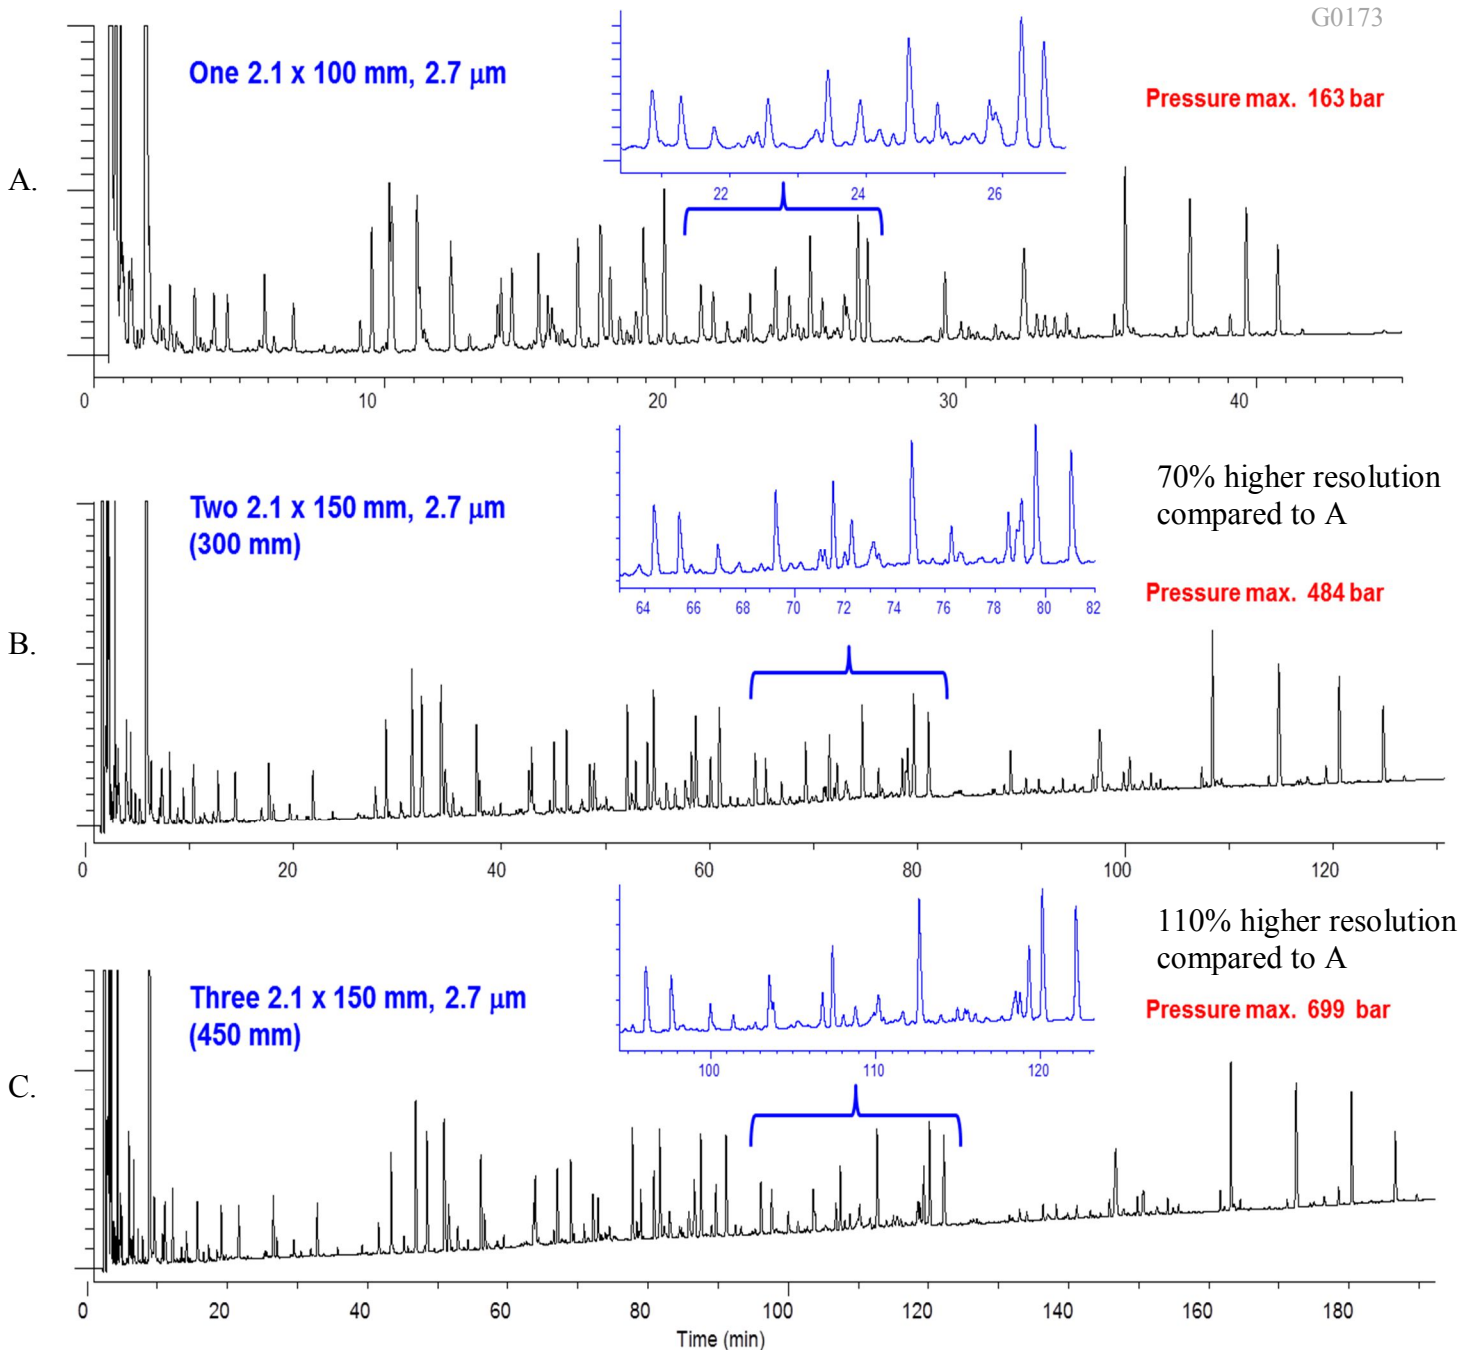 G0173
One 2.1 x 100 mm, 2.7 µm
Pressure max. 163 bar
A.
22 24 26
0 10 20 30 40
Two 2.1 x 150 mm, 2.7 µm
(300 mm)
70% higher resolution
compared to A
Pressure max. 484 bar
64 66 68 70 72 74 76 78 80 82
B.
0 20 40 60 80 100 120
Three 2.1 x 150 mm, 2.7 µm
(450 mm)
110% higher resolution
compared to A
Pressure max. 699 bar
100 110 120
C.
0 20 40 60 80 100 120 140 160 180
Time (min)